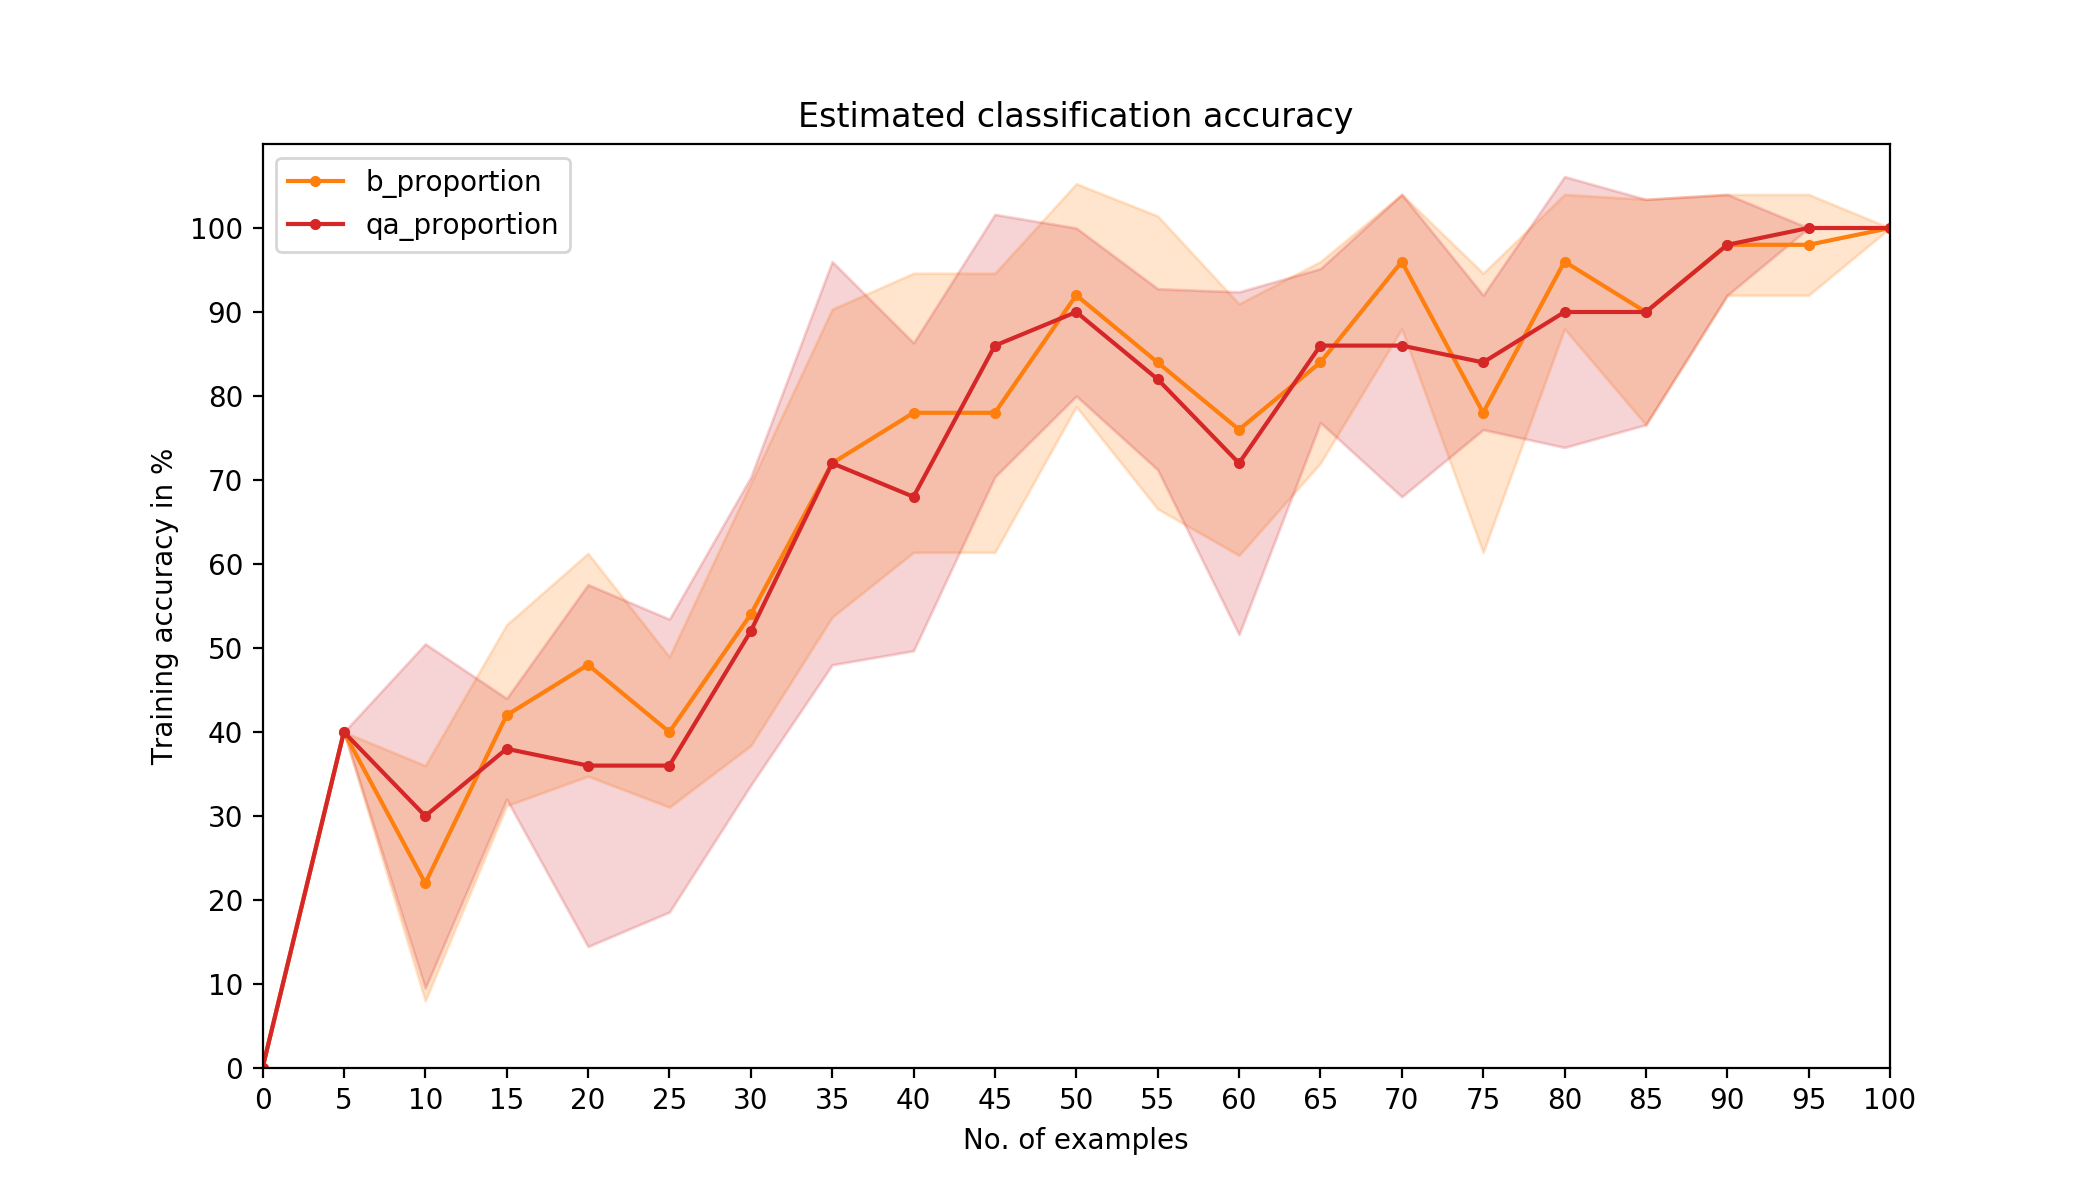 Estimated classification accuracy
b_proportion
qa_proportion
100
90
80
70
60
50
40
30
20
10
0
Training accuracy in %
0 5 10 15 20 25 30 35 40 45 50 55 60 65 70 75 80 85 90 95 100
No. of examples